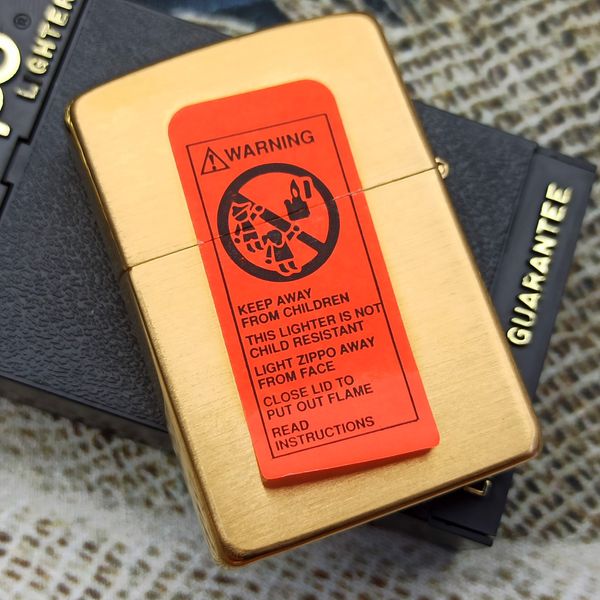 LIGHTER
®
WARNING
KEEP AWAY
FROM CHILDREN
THIS LIGHTER IS NOT
CHILD RESISTANT
LIGHT ZIPPO AWAY
FROM FACE
CLOSE LID TO
PUT OUT FLAME
READ
INSTRUCTIONS
GUARANTEE